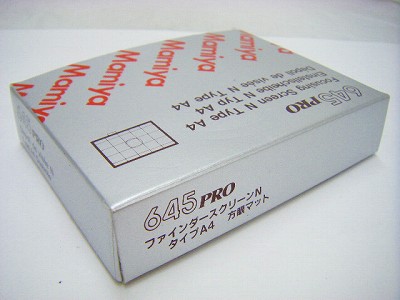 Mamiya
Mamiya
Mamiya
Mamiya
645 PRO
Focusing Screen N Type A4
Einstellscheibe N Typ A4
Dépoli de visée N Type A4
645 PRO
ファインダースクリーンN
タイプA4 方眼マット